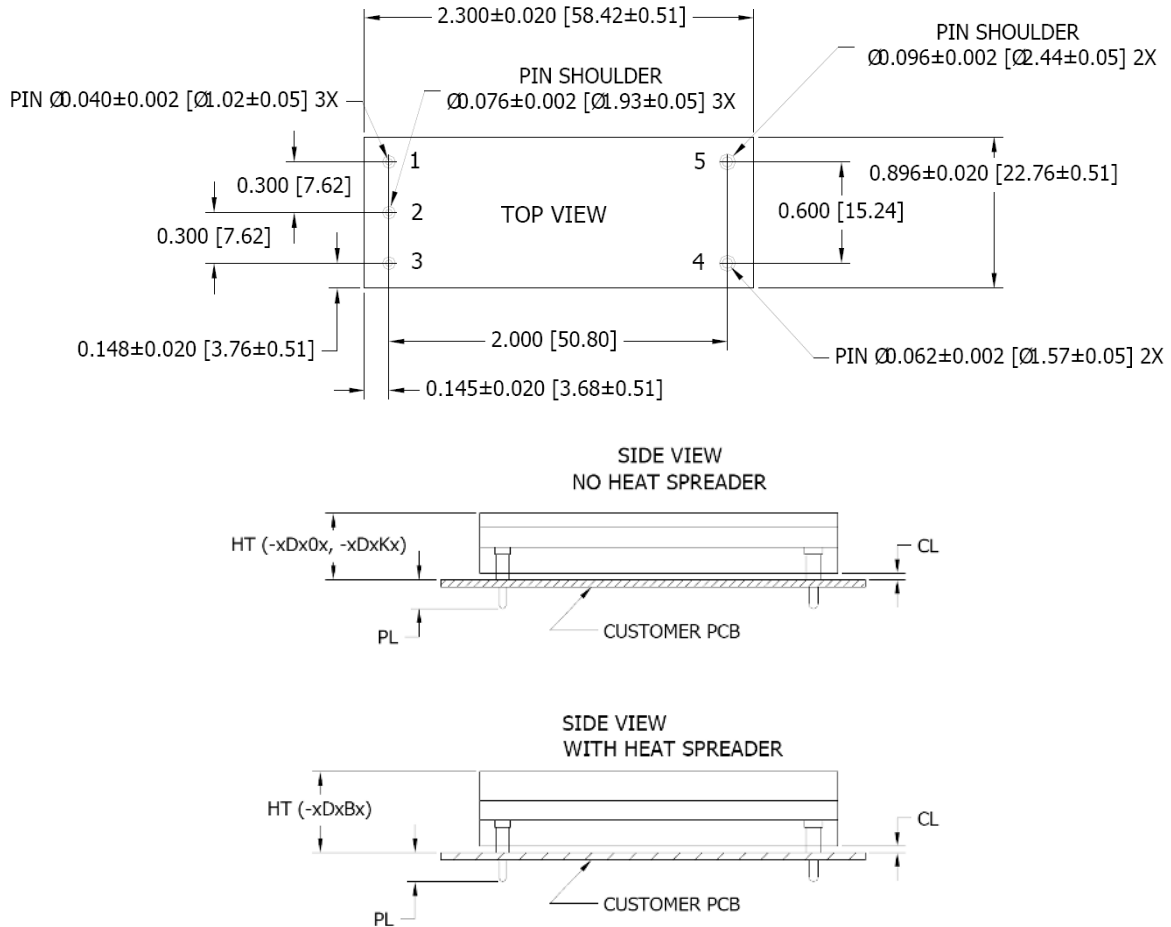 2.300±0.020 [58.42±0.51]
PIN SHOULDER
Ø0.096±0.002 [Ø2.44±0.05] 2X
PIN SHOULDER
Ø0.076±0.002 [Ø1.93±0.05] 3X
PIN Ø0.040±0.002 [Ø1.02±0.05] 3X
1
5
0.896±0.020 [22.76±0.51]
0.300 [7.62]
2
TOP VIEW
0.600 [15.24]
0.300 [7.62]
3
4
0.148±0.020 [3.76±0.51]
2.000 [50.80]
PIN Ø0.062±0.002 [Ø1.57±0.05] 2X
0.145±0.020 [3.68±0.51]
SIDE VIEW
NO HEAT SPREADER
HT (-xDx0x, -xDxKx)
CL
PL
CUSTOMER PCB
SIDE VIEW
WITH HEAT SPREADER
HT (-xDxBx)
CL
PL
CUSTOMER PCB